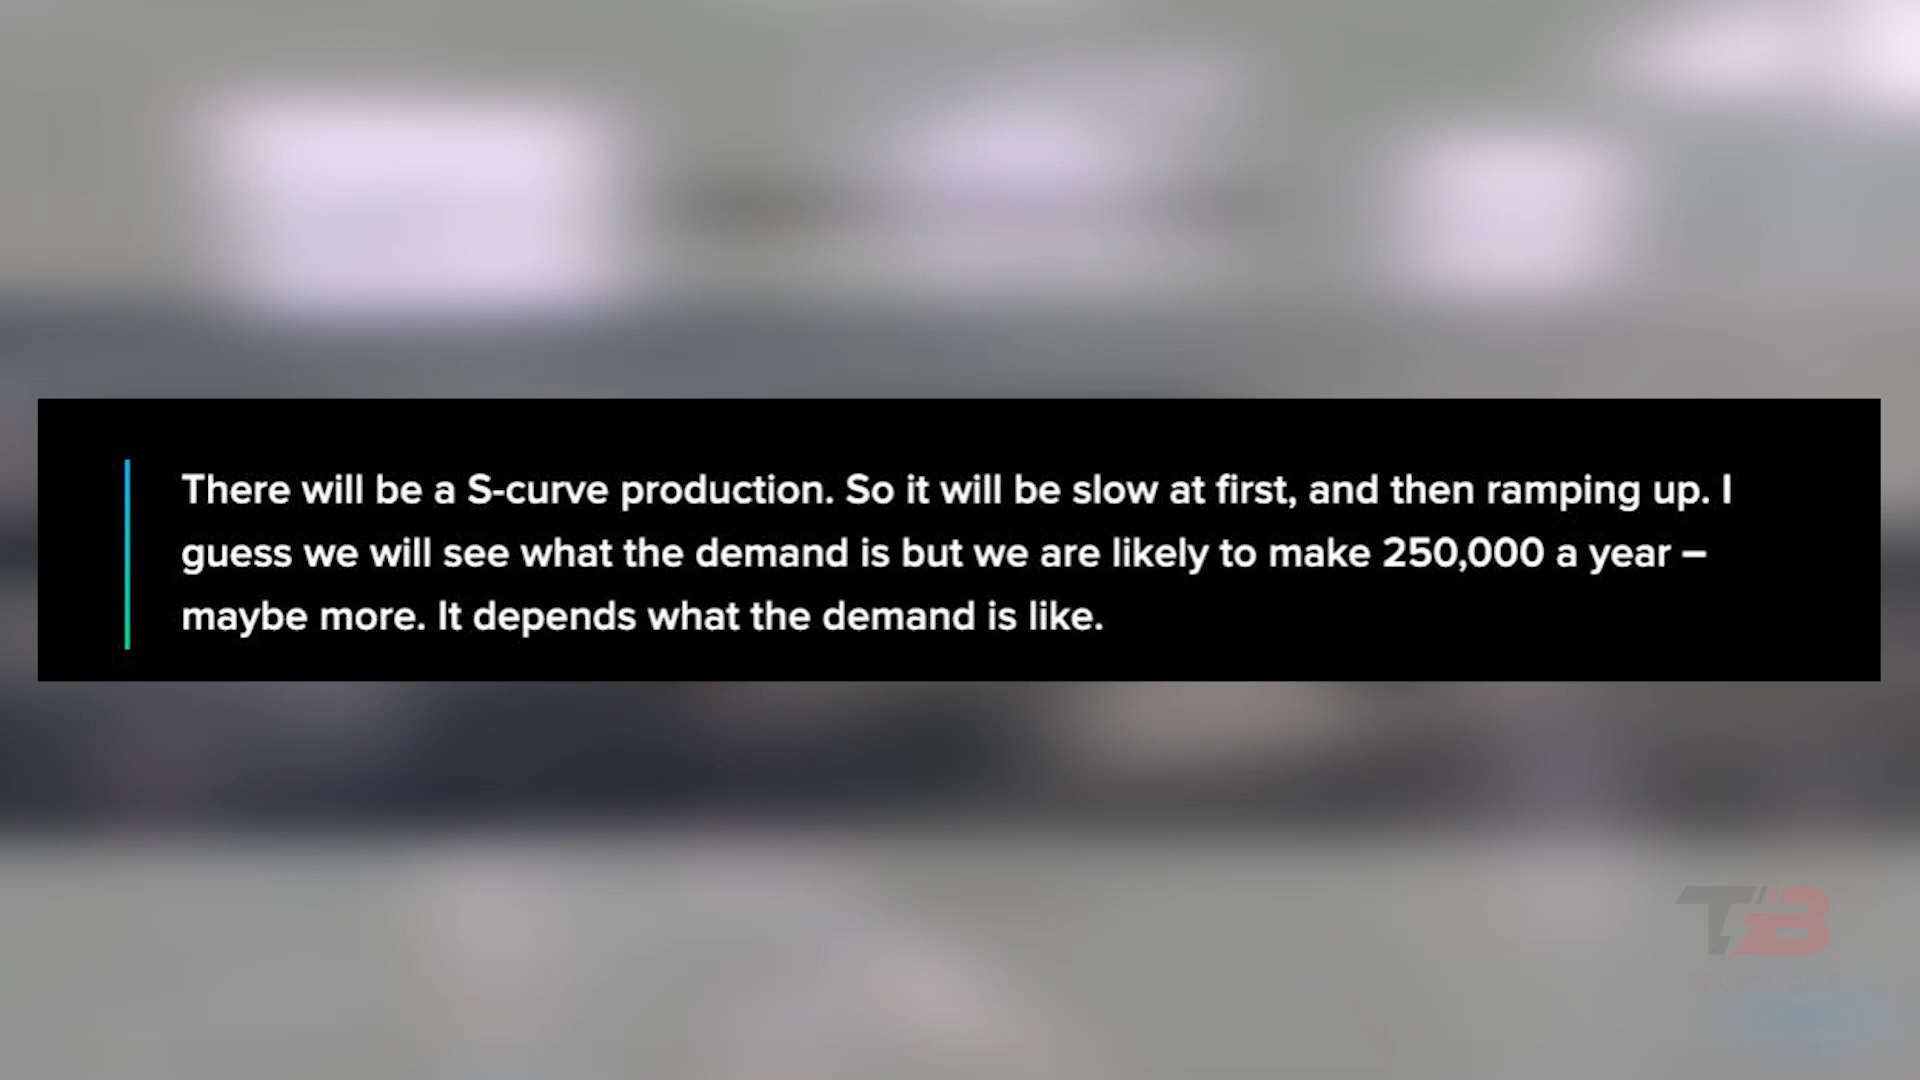 There will be a S-curve production. So it will be slow at first, and then ramping up. I
guess we will see what the demand is but we are likely to make 250,000 a year –
maybe more. It depends what the demand is like.
TB